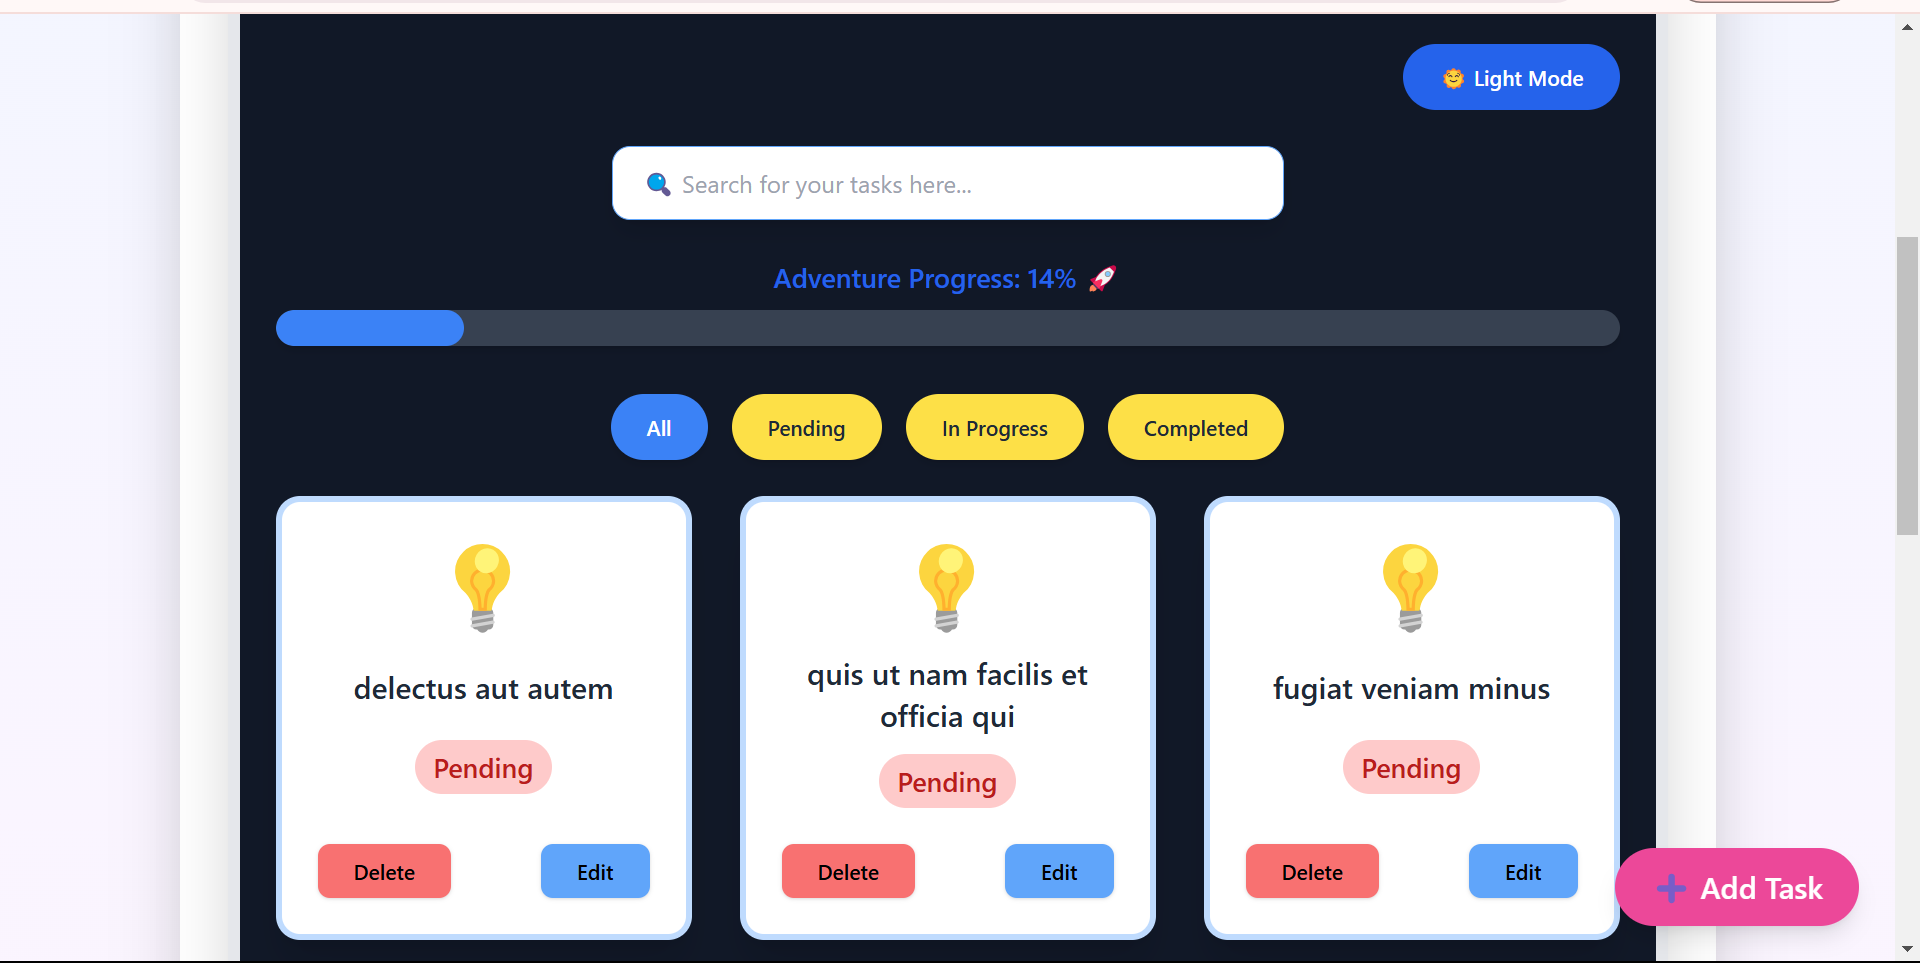 🌞 Light Mode
🔍 Search for your tasks here...
Adventure Progress: 14% 🚀
All
Pending
In Progress
Completed
delectus aut autem
Pending
Delete
Edit
quis ut nam facilis et
officia qui
Pending
Delete
Edit
fugiat veniam minus
Pending
Delete
Edit
➕ Add Task